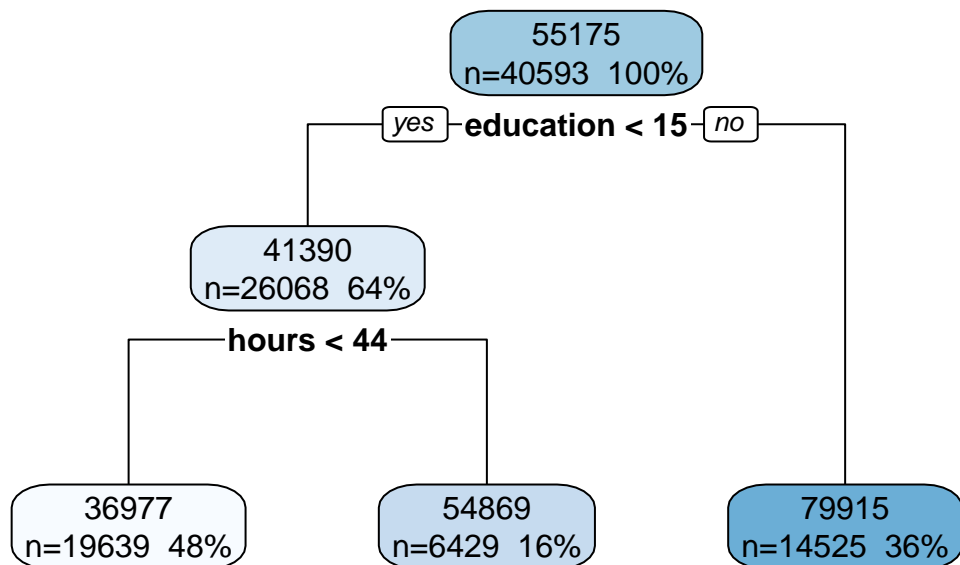 55175
n=40593 100%
yes education < 15 no
41390
n=26068 64%
hours < 44
36977
n=19639 48%
54869
n=6429 16%
79915
n=14525 36%